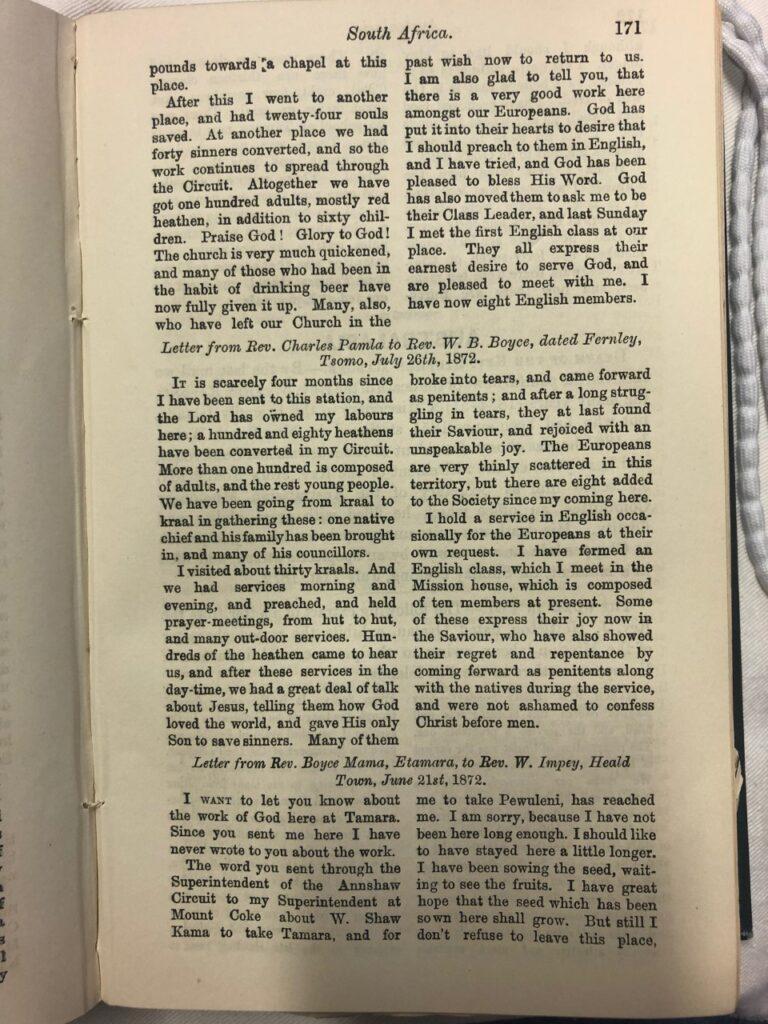 South Africa.
171
pounds towards a chapel at this
place.
After this I went to another
place, and had twenty-four souls
saved. At another place we had
forty sinners converted, and so the
work continues to spread through
the Circuit. Altogether we have
got one hundred adults, mostly red
heathen, in addition to sixty chil-
dren. Praise God! Glory to God!
The church is very much quickened,
and many of those who had been in
the habit of drinking beer have
now fully given it up. Many, also,
who have left our Church in the
past wish now to return to us.
I am also glad to tell you, that
there is a very good work here
amongst our Europeans. God has
put it into their hearts to desire that
I should preach to them in English,
and I have tried, and God has been
pleased to bless His Word. God
has also moved them to ask me to be
their Class Leader, and last Sunday
I met the first English class at our
place. They all express their
earnest desire to serve God, and
are pleased to meet with me. I
have now eight English members.
Letter from Rev. Charles Pamla to Rev. W. B. Boyce, dated Fernley,
Tsomo, July 26th, 1872.
IT is scarcely four months since
I have been sent to this station, and
the Lord has owned my labours
here; a hundred and eighty heathens
have been converted in my Circuit.
More than one hundred is composed
of adults, and the rest young people.
We have been going from kraal to
kraal in gathering these: one native
chief and his family has been brought
in, and many of his councillors.
I visited about thirty kraals. And
we had services morning and
evening, and preached, and held
prayer-meetings, from hut to hut,
and many out-door services. Hun-
dreds of the heathen came to hear
us, and after these services in the
day-time, we had a great deal of talk
about Jesus, telling them how God
loved the world, and gave His only
Son to save sinners. Many of them
broke into tears, and came forward
as penitents; and after a long strug-
gling in tears, they at last found
their Saviour, and rejoiced with an
unspeakable joy. The Europeans
are very thinly scattered in this
territory, but there are eight added
to the Society since my coming here.
I hold a service in English occa-
sionally for the Europeans at their
own request. I have fermed an
English class, which I meet in the
Mission house, which is composed
of ten members at present. Some
of these express their joy now in
the Saviour, who have also showed
their regret and repentance by
coming forward as penitents along
with the natives during the service,
and were not ashamed to confess
Christ before men.
Letter from Rev. Boyce Mama, Etamara, to Rev. W. Impey, Heald
Town, June 21st, 1872.
I WANT to let you know about
the work of God here at Tamara.
Since you sent me here I have
never wrote to you about the work.
The word you sent through the
Superintendent of the Annshaw
Circuit to my Superintendent at
Mount Coke about W. Shaw
Kama to take Tamara, and for
me to take Pewuleni, has reached
me. I am sorry, because I have not
been here long enough. I should like
to have stayed here a little longer.
I have been sowing the seed, wait-
ing to see the fruits. I have great
hope that the seed which has been
sown here shall grow. But still I
don't refuse to leave this place,